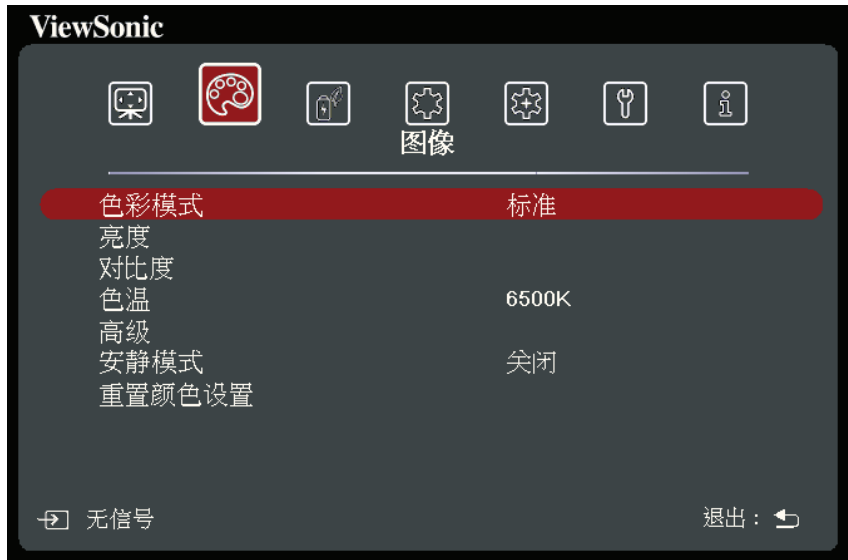 ViewSonic
图像
色彩模式 标准
亮度
对比度
色温 6500K
高级
安静模式 关闭
重置颜色设置
无信号 退出：